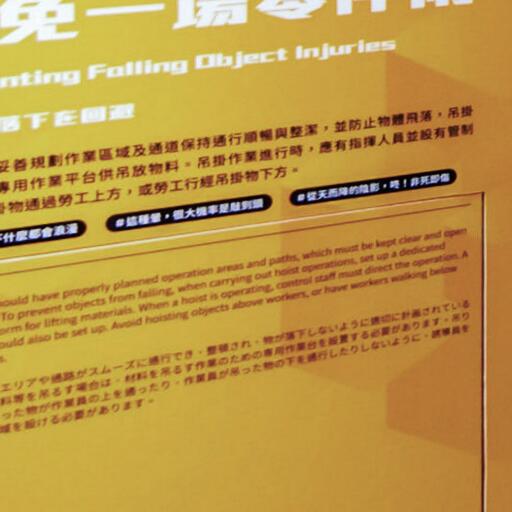 免一場零件
nting Falling Object Injuries
落下在回避
妥善規劃作業區域及通道保持通行順暢與整潔，並防止物體飛落，吊掛
專用作業平台供吊放物料。吊掛作業進行時，應有指揮人員並設有管制
掛物通過勞工上方，或勞工行經吊掛物下方。
下什麼都會浪漫
#這種暈，很大機率是敲到頭
#從天而降的陰影，咚！非死即傷
ould have properly planned operation areas and paths, which must be kept clear and open
To prevent objects from falling, when carrying out hoist operations, set up a dedicated
orm for lifting materials. When a hoist is operating, control staff must direct the operation. A
ould also be set up. Avoid hoisting objects above workers, or have workers walking below
s.
エリアや通路がスムーズに通行でき、整頓され、物が落下しないように適切に計画されている
料等を吊るす場合は、材料を吊るす作業のための専用作業台を設置する必要があります。吊り
った物が作業員の上を通ったり、作業員が吊った物の下を通行したりしないように、誘導員を
域を設ける必要があります。